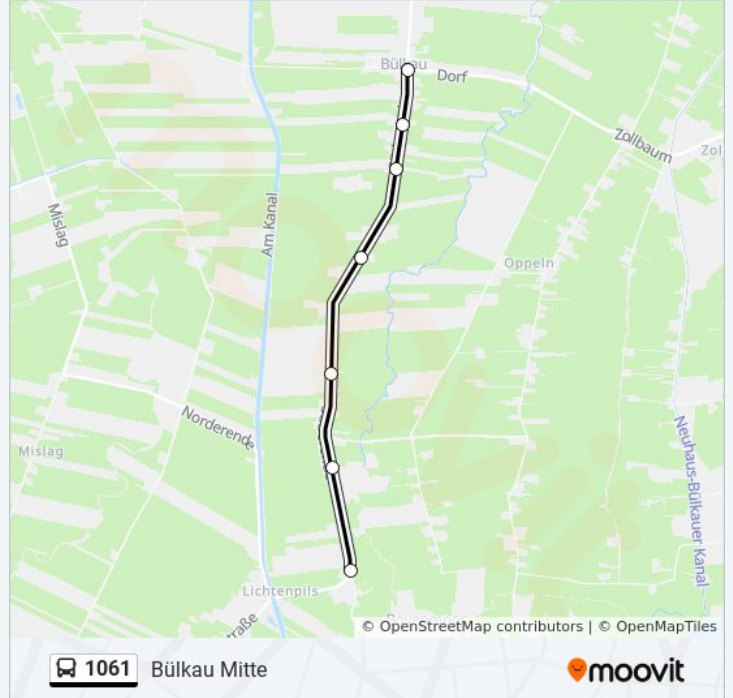 Bülkau
Dorf
Zollbaum
Zol
Mislag
Am Kanal
Oppeln
Norderende
Mislag
Neuhaus-Bülkauer Kanal
Lichtenpils
raße
© OpenStreetMap contributors | © OpenMapTiles
1061 Bülkau Mitte
moovit